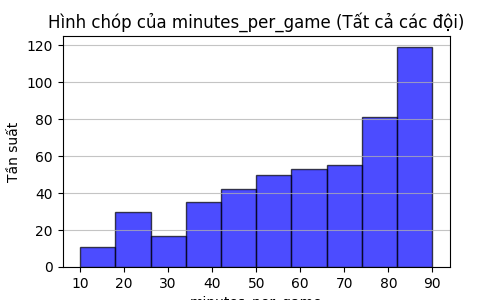 Hình chóp của minutes_per_game (Tất cả các đội)
Tần suất
120
100
80
60
40
20
0
10 20 30 40 50 60 70 80 90
minutes_per_game